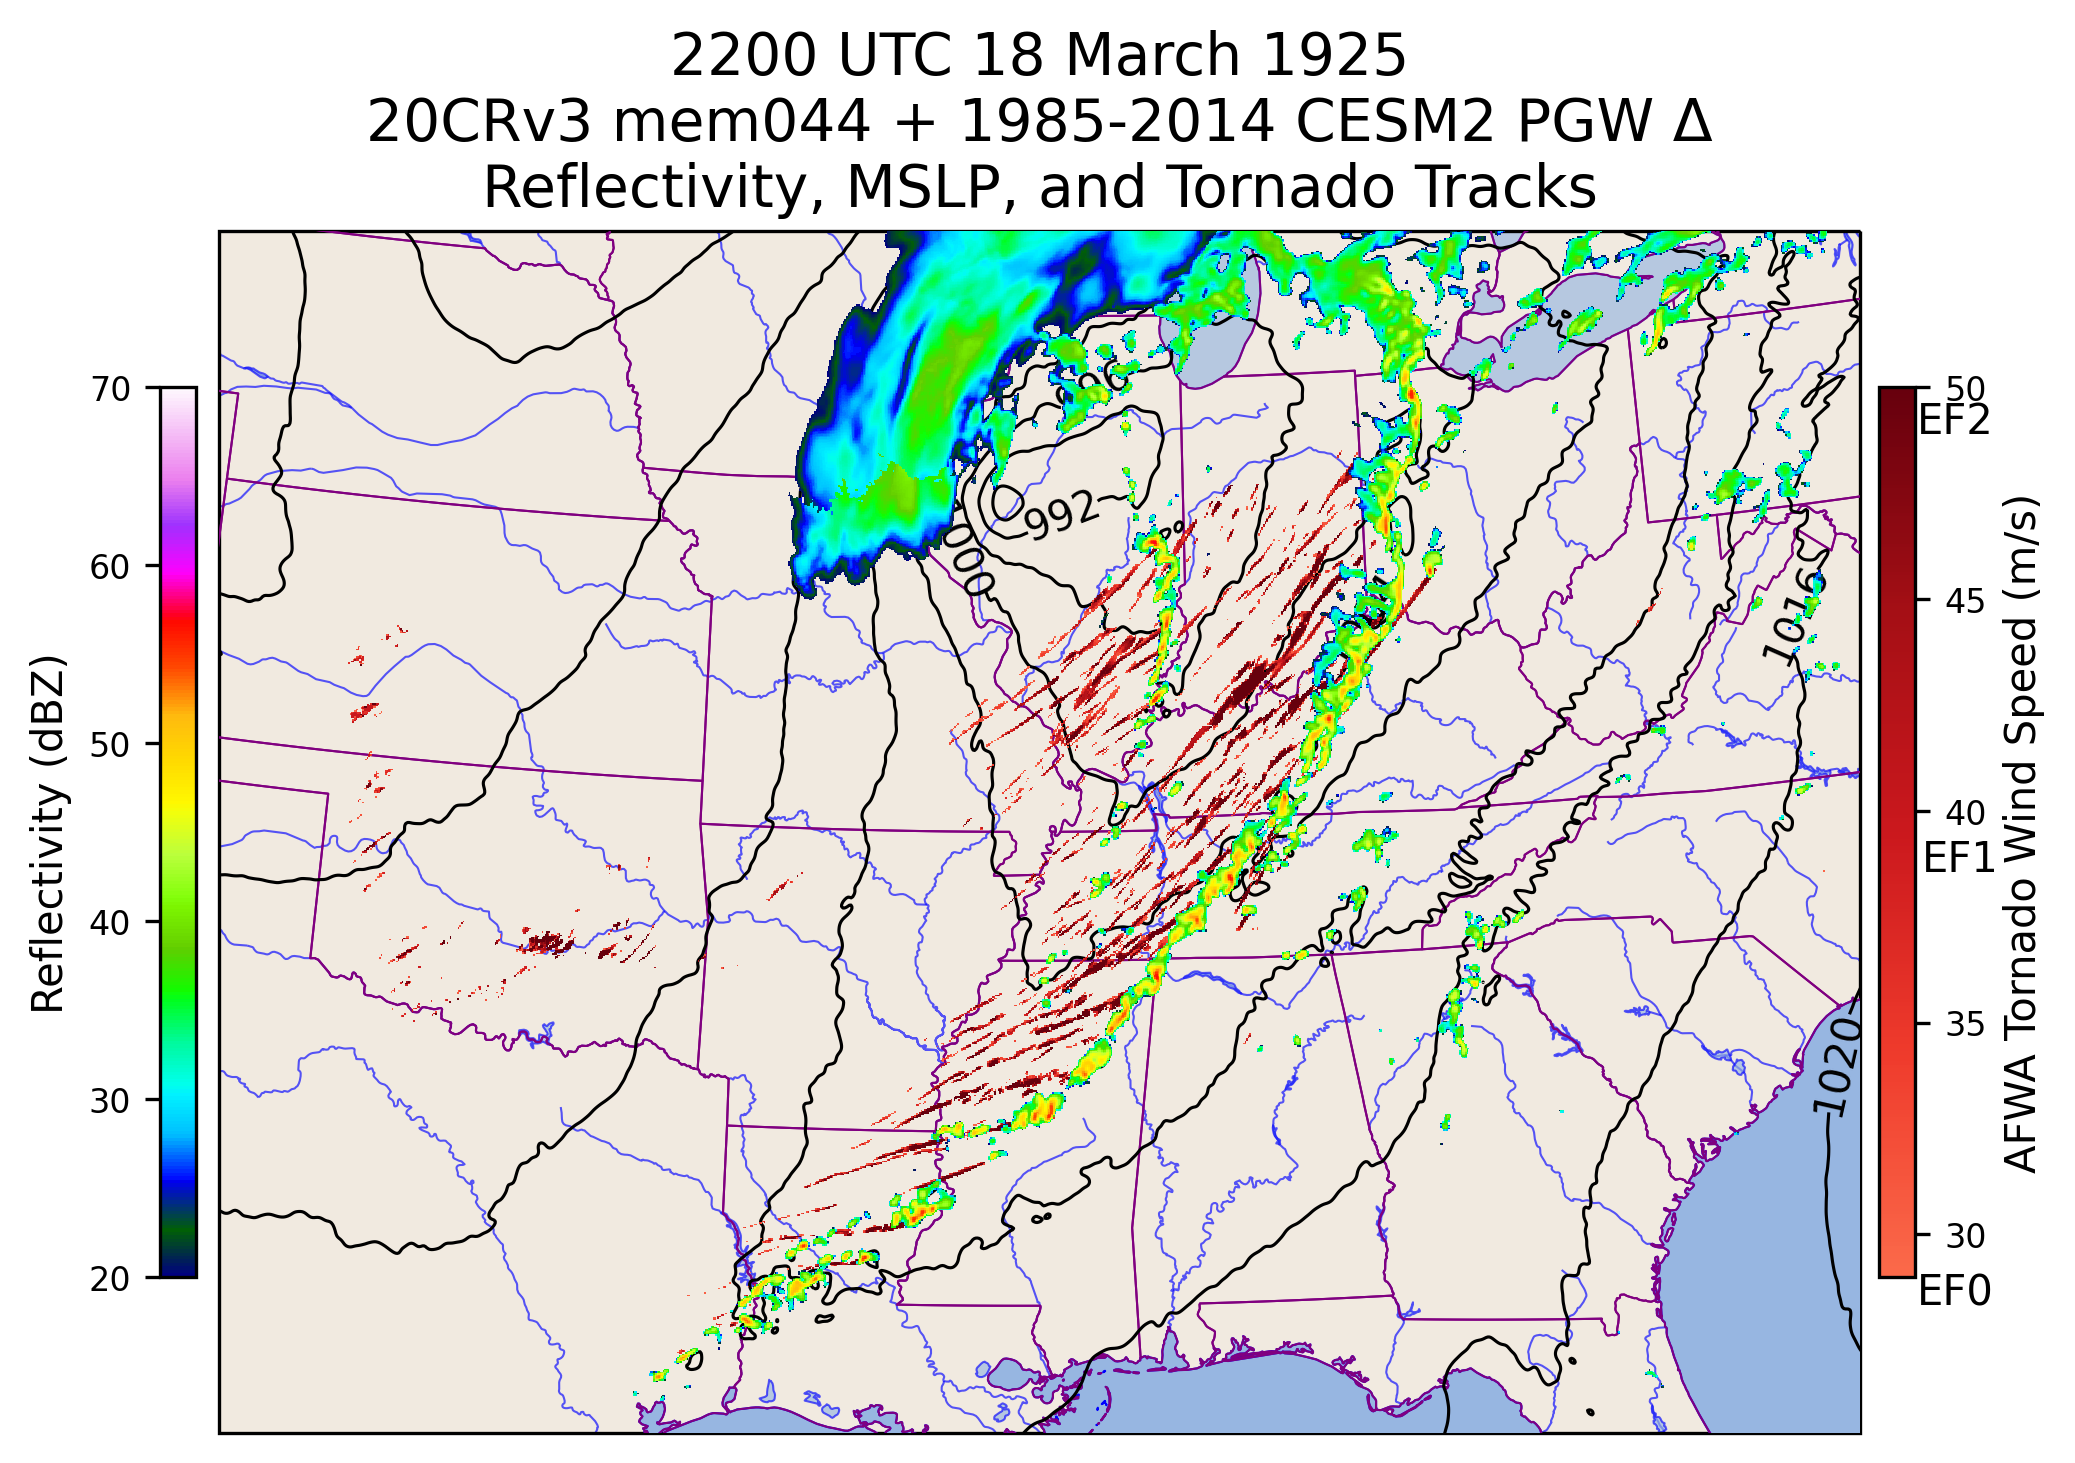 2200 UTC 18 March 1925
20CRv3 mem044 + 1985-2014 CESM2 PGW Δ
Reflectivity, MSLP, and Tornado Tracks
Reflectivity (dBZ)
70
60
50
40
30
20
992
1000
1016
1020
50
EF2
45
40
EF1
35
30
EF0
AFWA Tornado Wind Speed (m/s)